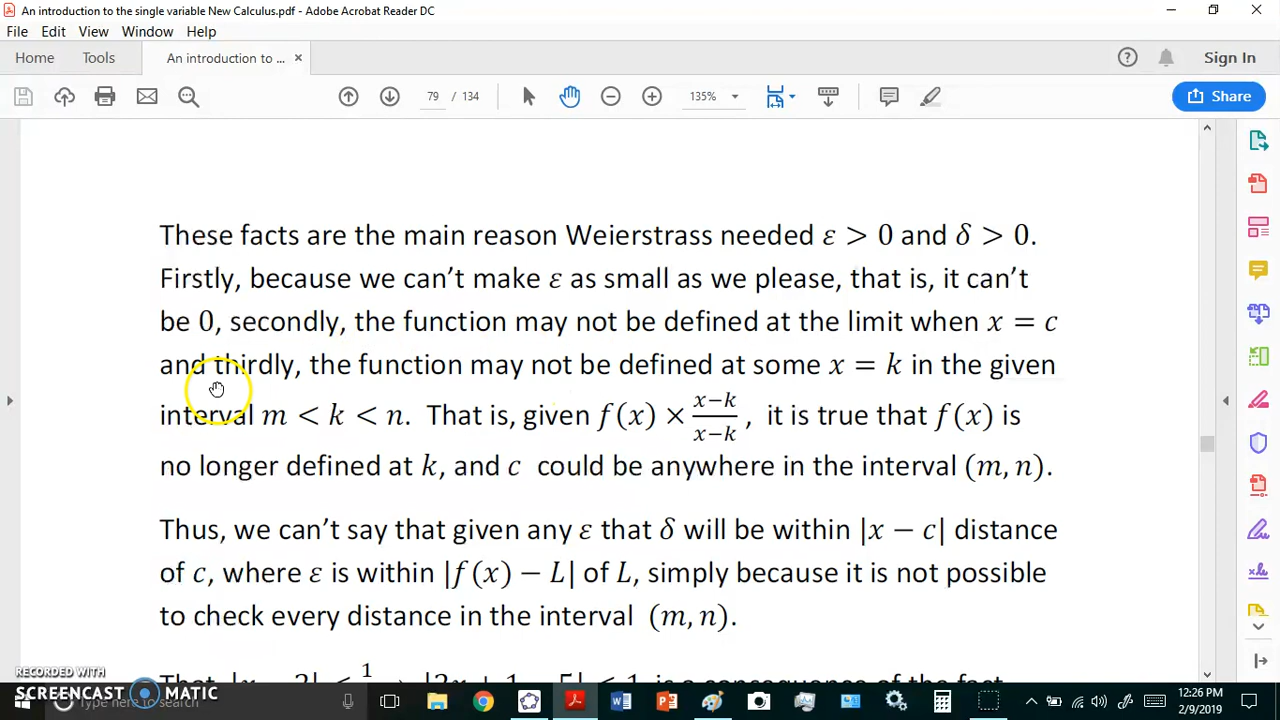 An introduction to the single variable New Calculus.pdf - Adobe Acrobat Reader DC
File Edit View Window Help
Home Tools An introduction to ... × Sign In
79 / 134 135% Share
These facts are the main reason Weierstrass needed ε > 0 and δ > 0.
Firstly, because we can't make ε as small as we please, that is, it can't
be 0, secondly, the function may not be defined at the limit when x = c
and thirdly, the function may not be defined at some x = k in the given
interval m < k < n. That is, given f(x) × (x−k)/(x−k) , it is true that f(x) is
no longer defined at k, and c could be anywhere in the interval (m, n).
Thus, we can't say that given any ε that δ will be within |x − c| distance
of c, where ε is within |f(x) − L| of L, simply because it is not possible
to check every distance in the interval (m, n).
RECORDED WITH
SCREENCAST MATIC
Type here to search
12:26 PM
2/9/2019